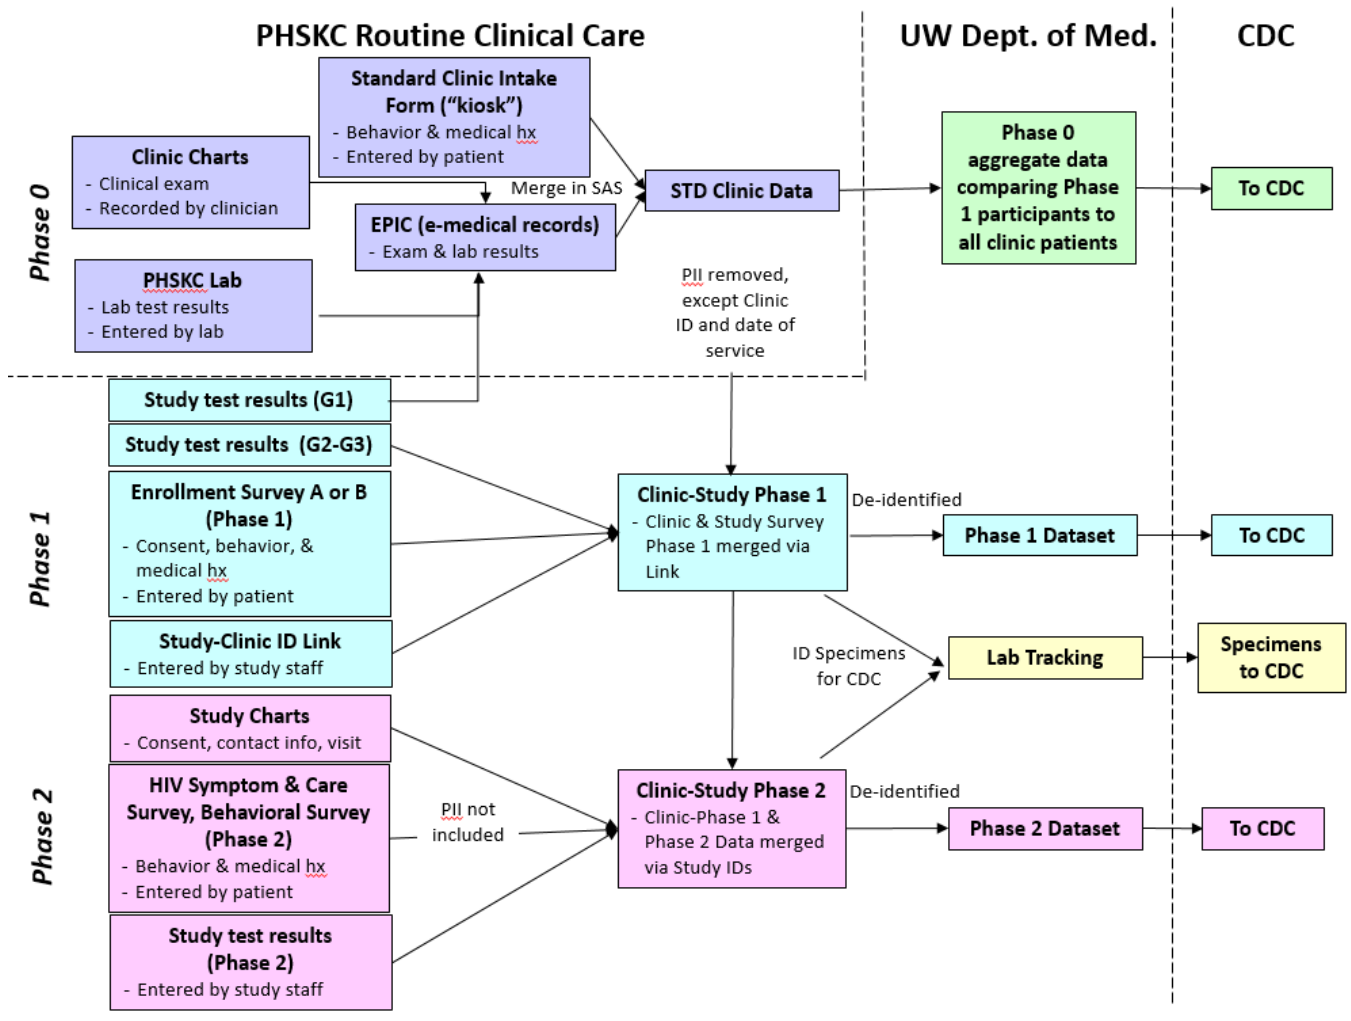 PHSKC Routine Clinical Care
UW Dept. of Med.
CDC
Phase 0
Standard Clinic Intake
Form (“kiosk”)
- Behavior & medical hx
- Entered by patient
Clinic Charts
- Clinical exam
- Recorded by clinician
Merge in SAS
EPIC (e-medical records)
- Exam & lab results
STD Clinic Data
PHSKC Lab
- Lab test results
- Entered by lab
Phase 0
aggregate data
comparing Phase
1 participants to
all clinic patients
To CDC
PII removed,
except Clinic
ID and date of
service
Phase 1
Study test results (G1)
Study test results (G2-G3)
Enrollment Survey A or B
(Phase 1)
- Consent, behavior, &
medical hx
- Entered by patient
Study-Clinic ID Link
- Entered by study staff
Clinic-Study Phase 1
- Clinic & Study Survey
Phase 1 merged via
Link
De-identified
Phase 1 Dataset
To CDC
ID Specimens
for CDC
Lab Tracking
Specimens
to CDC
Phase 2
Study Charts
- Consent, contact info, visit
HIV Symptom & Care
Survey, Behavioral Survey
(Phase 2)
- Behavior & medical hx
- Entered by patient
PII not
included
Study test results
(Phase 2)
- Entered by study staff
Clinic-Study Phase 2
- Clinic-Phase 1 &
Phase 2 Data merged
via Study IDs
De-identified
Phase 2 Dataset
To CDC